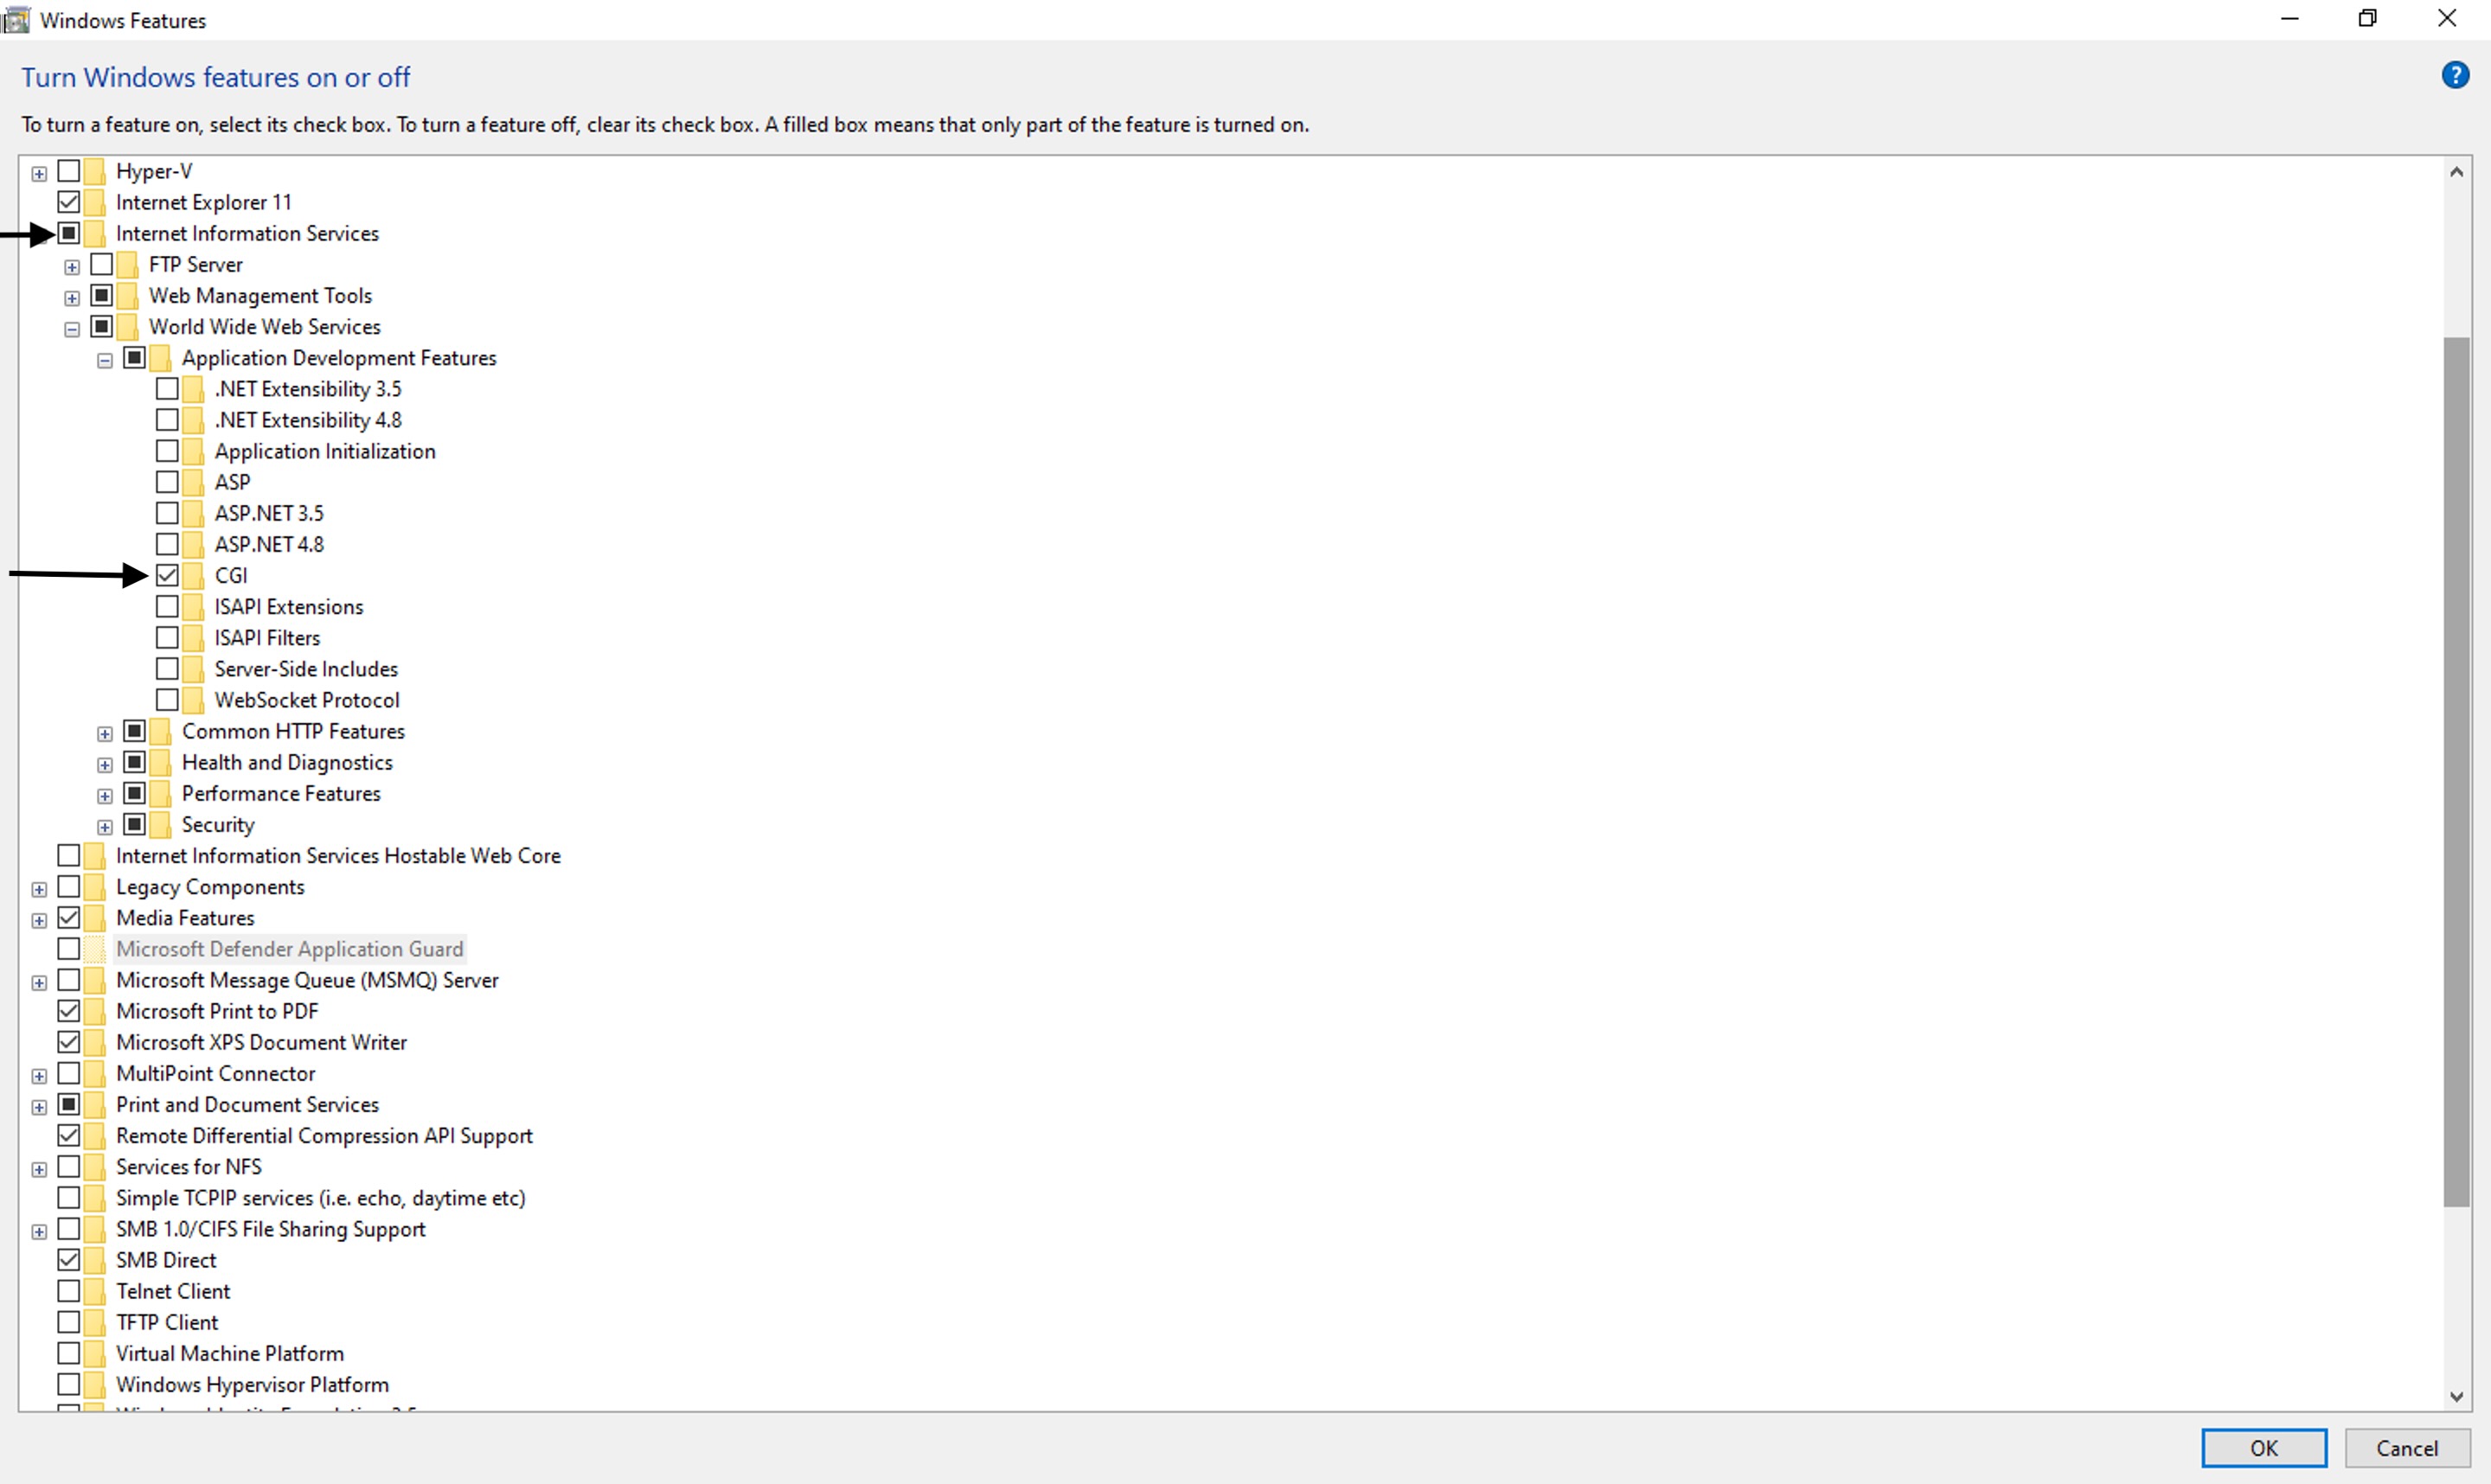 Windows Features
Turn Windows features on or off
To turn a feature on, select its check box. To turn a feature off, clear its check box. A filled box means that only part of the feature is turned on.
Hyper-V
Internet Explorer 11
Internet Information Services
FTP Server
Web Management Tools
World Wide Web Services
Application Development Features
.NET Extensibility 3.5
.NET Extensibility 4.8
Application Initialization
ASP
ASP.NET 3.5
ASP.NET 4.8
CGI
ISAPI Extensions
ISAPI Filters
Server-Side Includes
WebSocket Protocol
Common HTTP Features
Health and Diagnostics
Performance Features
Security
Internet Information Services Hostable Web Core
Legacy Components
Media Features
Microsoft Defender Application Guard
Microsoft Message Queue (MSMQ) Server
Microsoft Print to PDF
Microsoft XPS Document Writer
MultiPoint Connector
Print and Document Services
Remote Differential Compression API Support
Services for NFS
Simple TCPIP services (i.e. echo, daytime etc)
SMB 1.0/CIFS File Sharing Support
SMB Direct
Telnet Client
TFTP Client
Virtual Machine Platform
Windows Hypervisor Platform
OK
Cancel